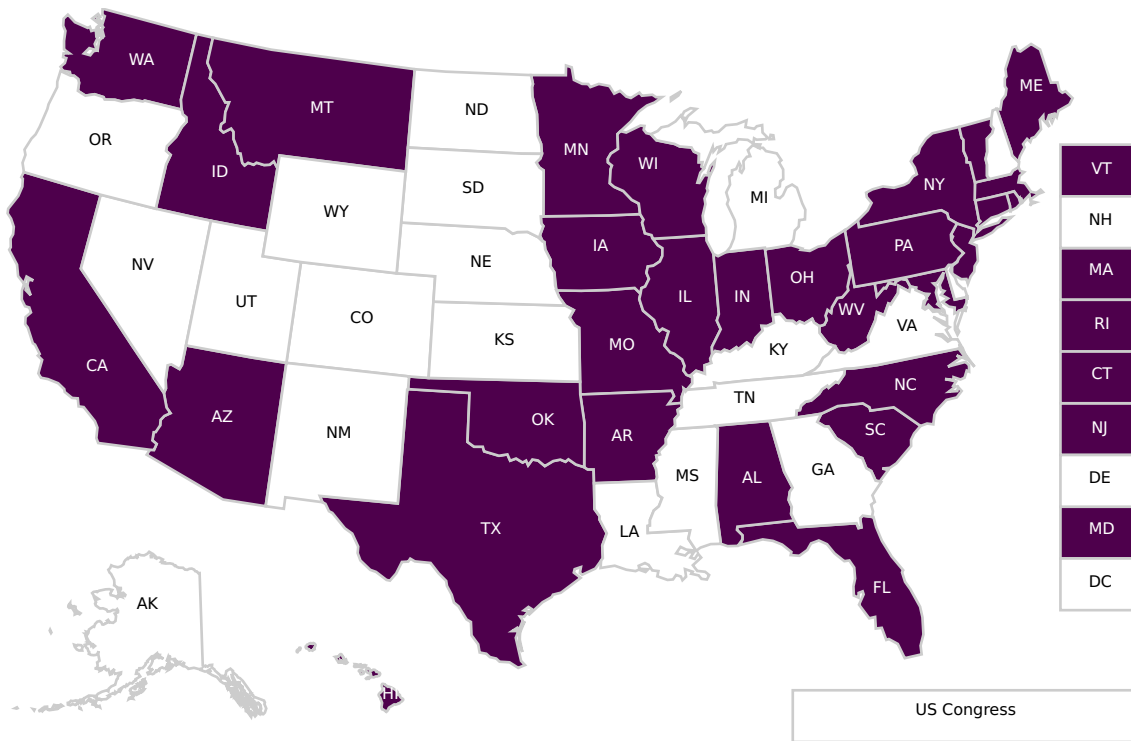 WA
ME
MT
ND
OR
MN
VT
WI
ID
SD
NY
MI
WY
NH
IA
PA
NE
NV
MA
OH
UT
IL
IN
WV
CO
RI
VA
KS
MO
KY
CA
CT
NC
TN
AZ
OK
NJ
SC
NM
AR
GA
MS
AL
DE
TX
LA
MD
DC
FL
AK
HI
US Congress